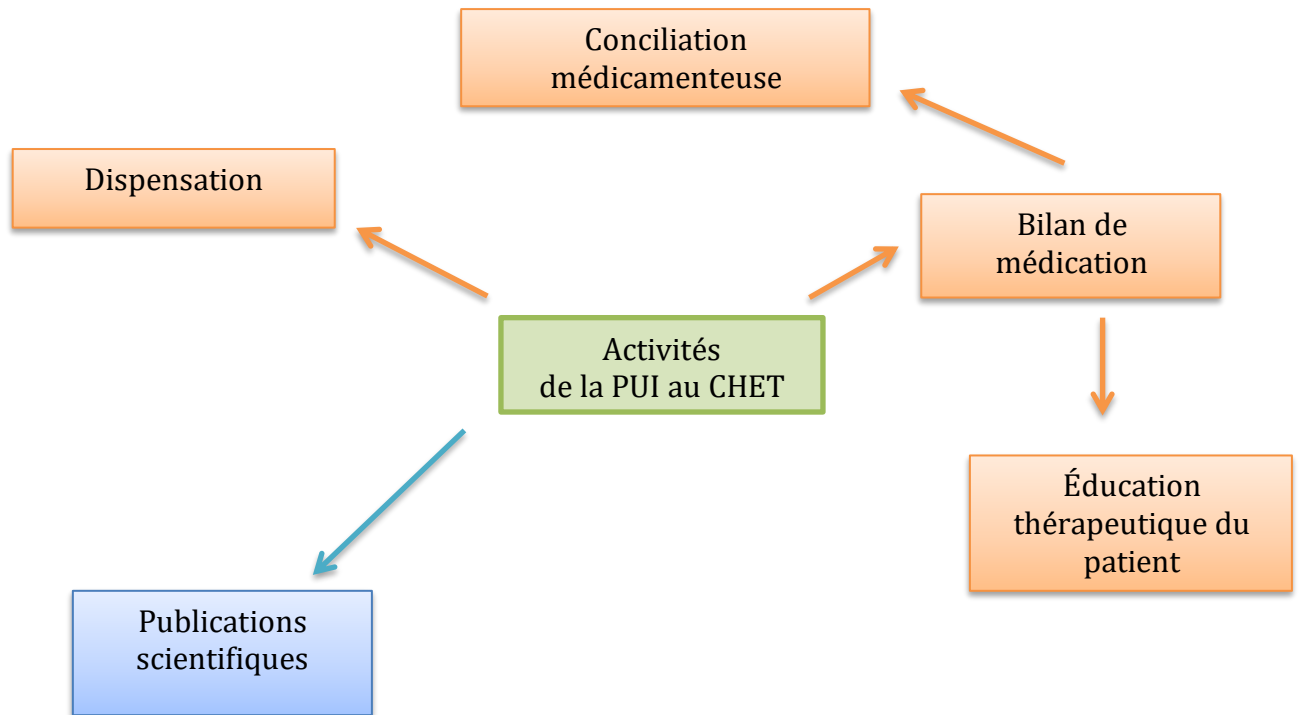 Conciliation
médicamenteuse
Dispensation
Bilan de
médication
Activités
de la PUI au CHET
Éducation
thérapeutique du
patient
Publications
scientifiques